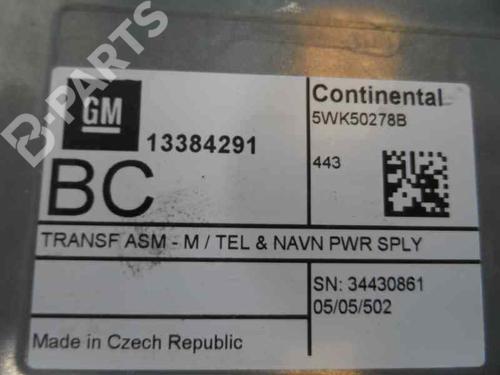 GM
13384291
BC
Continental
5WK50278B
443
TRANSF ASM - M / TEL & NAVN PWR SPLY
SN: 34430861
05/05/502
Made in Czech Republic
B-PARTS